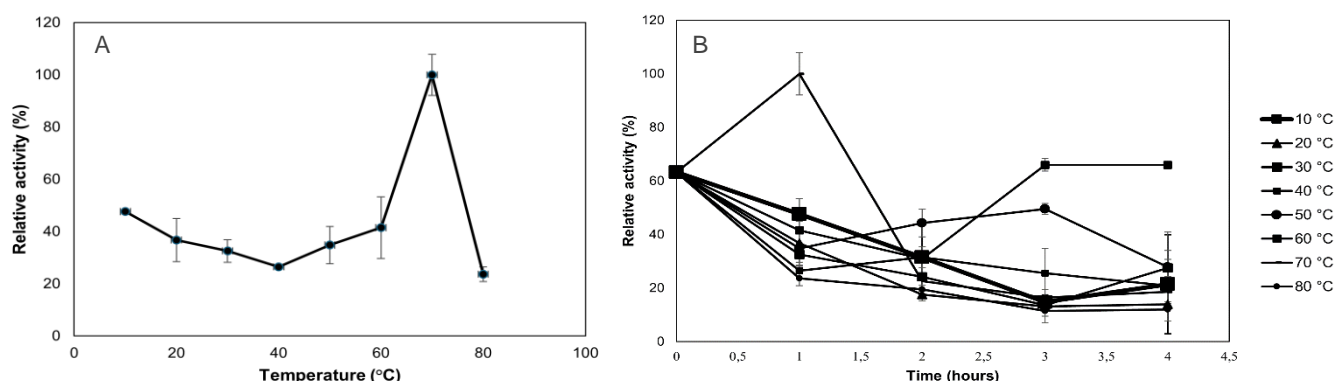 A
Relative activity (%)
120
100
80
60
40
20
0
0 20 40 60 80 100
Temperature (°C)
B
Relative activity (%)
120
100
80
60
40
20
0
0 0,5 1 1,5 2 2,5 3 3,5 4 4,5
Time (hours)
10 °C
20 °C
30 °C
40 °C
50 °C
60 °C
70 °C
80 °C